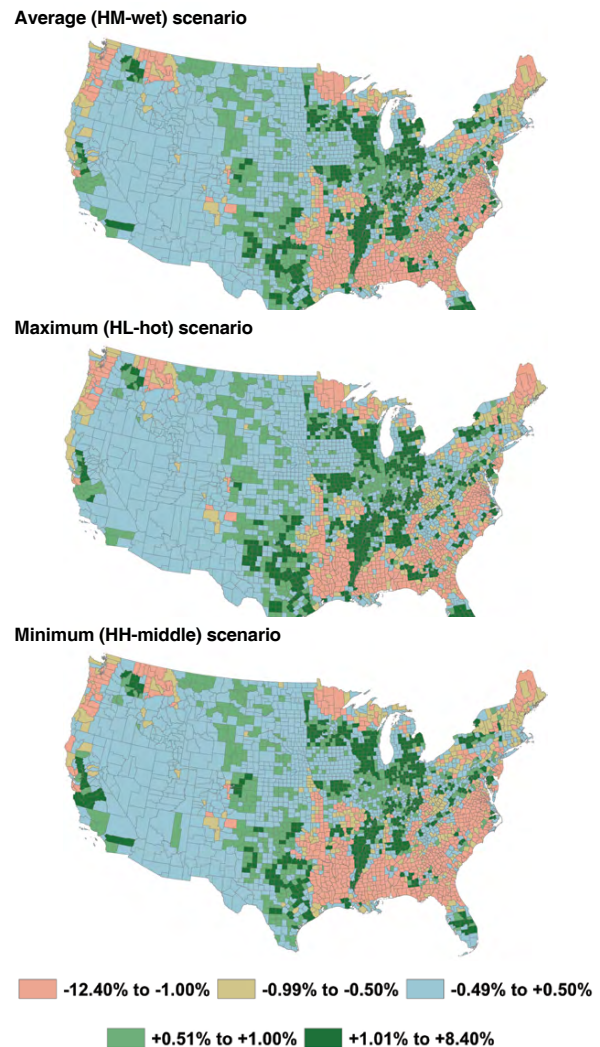 Average (HM-wet) scenario
Maximum (HL-hot) scenario
Minimum (HH-middle) scenario
-12.40% to -1.00% -0.99% to -0.50% -0.49% to +0.50%
+0.51% to +1.00% +1.01% to +8.40%